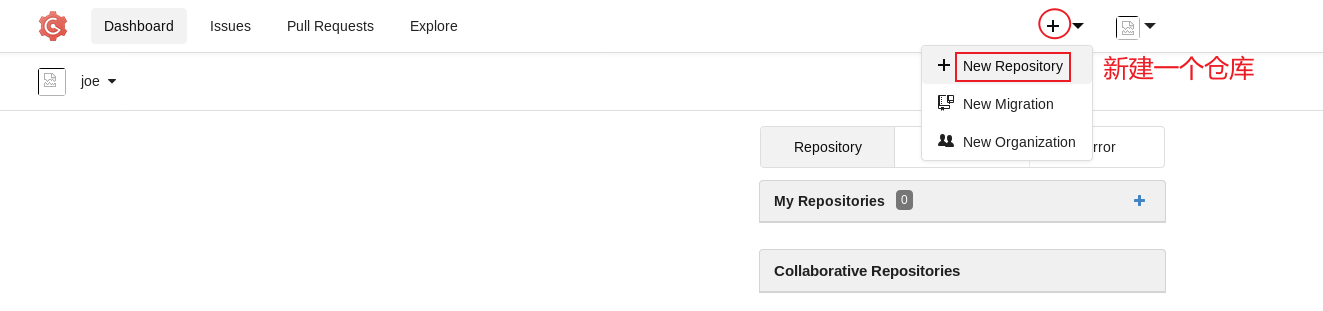 Dashboard Issues Pull Requests Explore
joe
New Repository
新建一个仓库
New Migration
New Organization
Repository rror
My Repositories 0
Collaborative Repositories